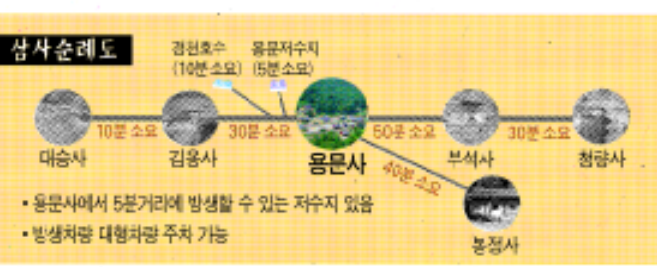 삼사순례도
경천호수 용문저수지
(10분소요) (5분소요)
10분 소요 30분 소요 50분 소요 30분 소요
대승사 김용사 용문사 부석사 청량사
40분 소요
봉정사
• 용문사에서 5분거리에 방생할 수 있는 저수지 있음
• 방생차량 대형차량 주차 가능